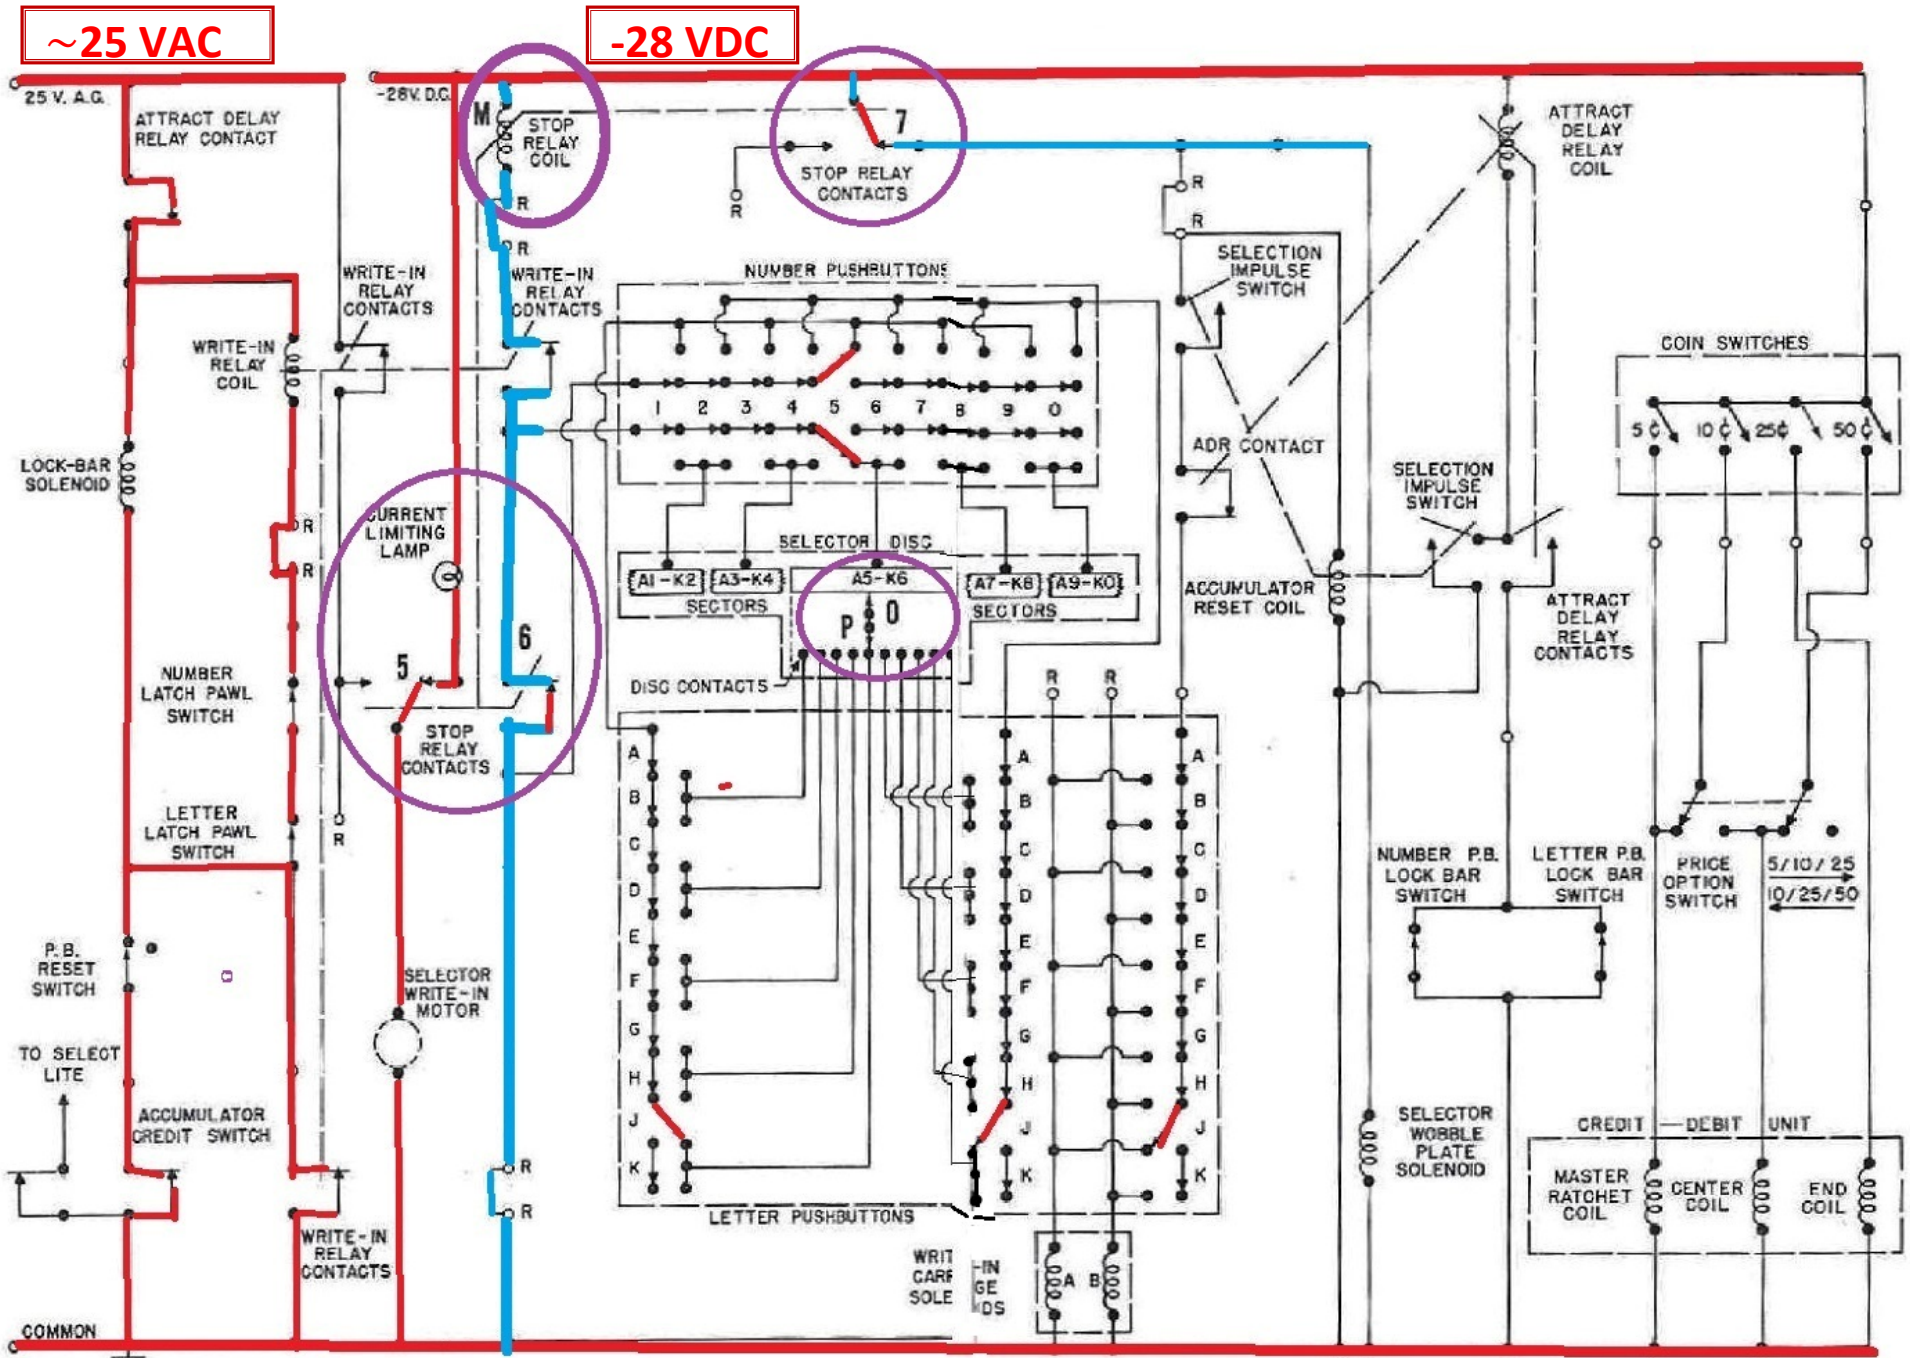 ~25 VAC
-28 VDC
25 V. A.C.
-28V. D.C.
ATTRACT DELAY
RELAY CONTACT
M
STOP
RELAY
COIL
R
R
7
STOP RELAY
CONTACTS
R
R
R
ATTRACT
DELAY
RELAY
COIL
WRITE-IN
RELAY
CONTACTS
WRITE-IN
RELAY
CONTACTS
NUMBER PUSHBUTTONS
SELECTION
IMPULSE
SWITCH
WRITE-IN
RELAY
COIL
1 2 3 4 5 6 7 8 9 0
COIN SWITCHES
5¢ 10¢ 25¢ 50¢
ADR CONTACT
LOCK-BAR
SOLENOID
SELECTION
IMPULSE
SWITCH
CURRENT
LIMITING
LAMP
R
R
SELECTOR DISC
A1-K2 A3-K4 A5-K6 A7-K8 A9-K0
SECTORS
SECTORS
P O
ACCUMULATOR
RESET COIL
ATTRACT
DELAY
RELAY
CONTACTS
5
6
NUMBER
LATCH PAWL
SWITCH
DISC CONTACTS
R R
STOP
RELAY
CONTACTS
LETTER
LATCH PAWL
SWITCH
R
A
B
C
D
E
F
G
H
J
K
A
B
C
D
E
F
G
H
J
K
A
B
C
D
E
F
G
H
J
K
NUMBER P.B.
LOCK BAR
SWITCH
LETTER P.B.
LOCK BAR
SWITCH
PRICE
OPTION
SWITCH
5/10/25
10/25/50
P.B.
RESET
SWITCH
SELECTOR
WRITE-IN
MOTOR
TO SELECT
LITE
ACCUMULATOR
CREDIT SWITCH
R
R
LETTER PUSHBUTTONS
SELECTOR
WOBBLE
PLATE
SOLENOID
CREDIT — DEBIT UNIT
MASTER
RATCHET
COIL
CENTER
COIL
END
COIL
WRITE-IN
RELAY
CONTACTS
WRIT -IN
CARF GE
SOLE DS
A B
COMMON